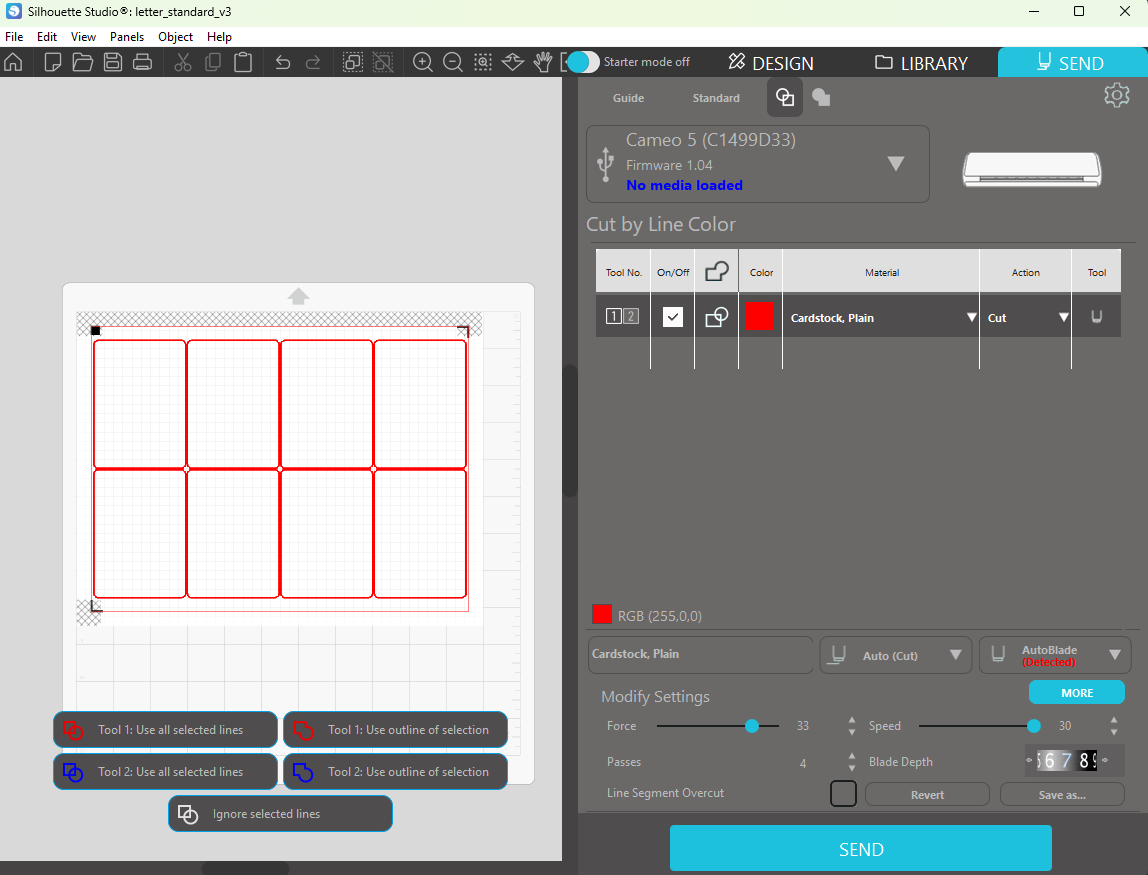 Silhouette Studio®: letter_standard_v3
File Edit View Panels Object Help
Starter mode off
DESIGN
LIBRARY
SEND
Guide
Standard
Cameo 5 (C1499D33)
Firmware 1.04
No media loaded
Cut by Line Color
Tool No. On/Off Color Material Action Tool
1 2 Cardstock, Plain Cut
RGB (255,0,0)
Cardstock, Plain
Auto (Cut)
AutoBlade
(Detected)
Modify Settings
MORE
Force 33 Speed 30
Passes 4 Blade Depth 6 7 8
Line Segment Overcut
Revert
Save as...
SEND
Tool 1: Use all selected lines
Tool 1: Use outline of selection
Tool 2: Use all selected lines
Tool 2: Use outline of selection
Ignore selected lines